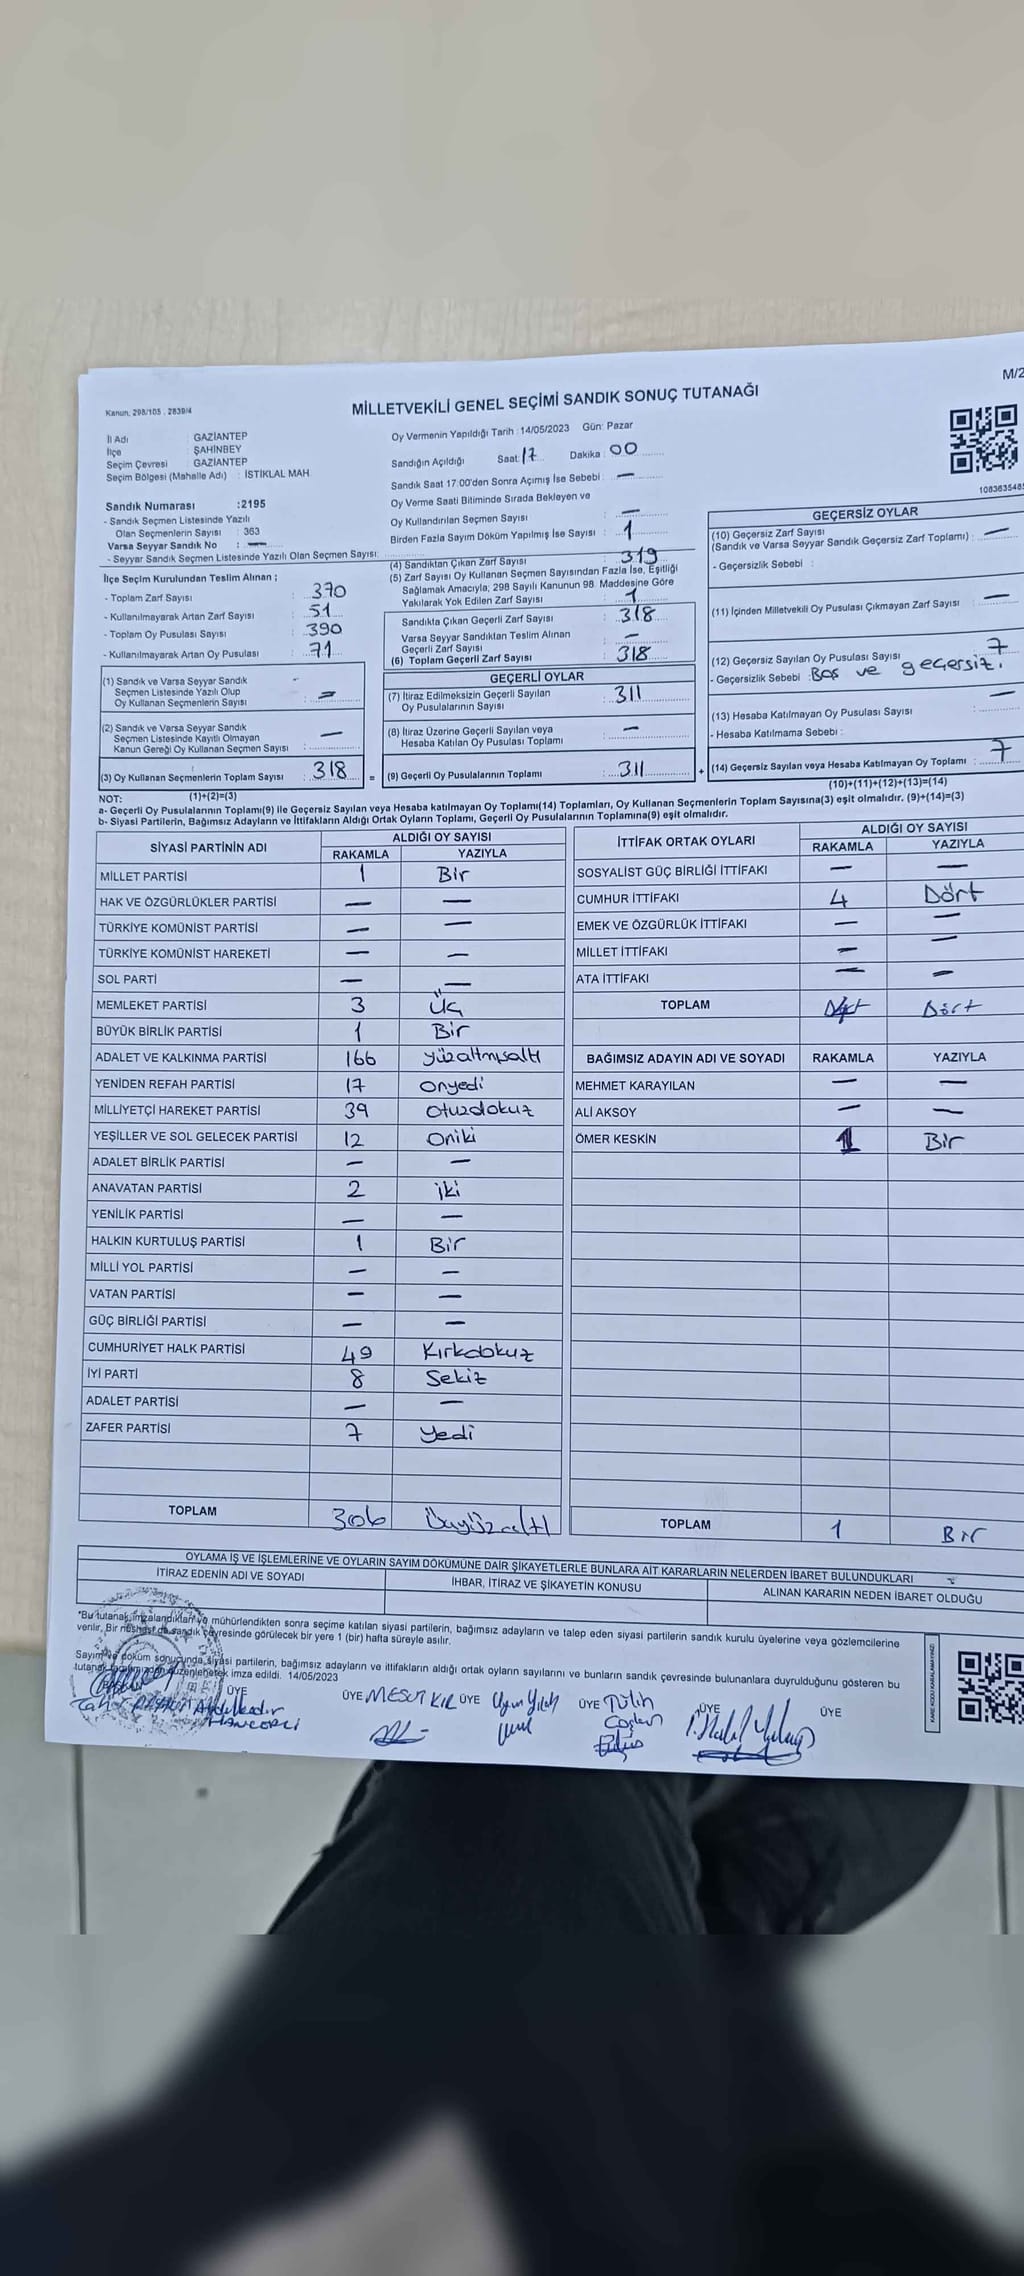 M/2
Kanun, 298/105 , 2839/4
MİLLETVEKİLİ GENEL SEÇİMİ SANDIK SONUÇ TUTANAĞI
İl Adı : GAZİANTEP
İlçe : ŞAHİNBEY
Seçim Çevresi : GAZİANTEP
Seçim Bölgesi (Mahalle Adı) : İSTİKLAL MAH.
Sandık Numarası :2195
- Sandık Seçmen Listesinde Yazılı
Olan Seçmenlerin Sayısı : 363
Varsa Seyyar Sandık No : —
- Seyyar Sandık Seçmen Listesinde Yazılı Olan Seçmen Sayısı:
Oy Vermenin Yapıldığı Tarih : 14/05/2023 Gün: Pazar
Sandığın Açıldığı Saat: 17 Dakika : 00
Sandık Saat 17:00'den Sonra Açımış İse Sebebi : —
Oy Verme Saati Bitiminde Sırada Bekleyen ve
Oy Kullandırılan Seçmen Sayısı : —
Birden Fazla Sayım Döküm Yapılmış İse Sayısı : 1
İlçe Seçim Kurulundan Teslim Alınan ;
- Toplam Zarf Sayısı : 370
- Kullanılmayarak Artan Zarf Sayısı : 51
- Toplam Oy Pusulası Sayısı : 390
- Kullanılmayarak Artan Oy Pusulası : 71
(1) Sandık ve Varsa Seyyar Sandık
Seçmen Listesinde Yazılı Olup
Oy Kullanan Seçmenlerin Sayısı : —
(2) Sandık ve Varsa Seyyar Sandık
Seçmen Listesinde Kayıtlı Olmayan
Kanun Gereği Oy Kullanan Seçmen Sayısı : —
(3) Oy Kullanan Seçmenlerin Toplam Sayısı : 318
(1)+(2)=(3)
(4) Sandıktan Çıkan Zarf Sayısı : 319
(5) Zarf Sayısı Oy Kullanan Seçmen Sayısından Fazla İse, Eşitliği
Sağlamak Amacıyla; 298 Sayılı Kanunun 98. Maddesine Göre
Yakılarak Yok Edilen Zarf Sayısı : 1
Sandıkta Çıkan Geçerli Zarf Sayısı : 318
Varsa Seyyar Sandıktan Teslim Alınan
Geçerli Zarf Sayısı : —
(6) Toplam Geçerli Zarf Sayısı : 318
GEÇERLİ OYLAR
(7) İtiraz Edilmeksizin Geçerli Sayılan
Oy Pusulalarının Sayısı : 311
(8) İtiraz Üzerine Geçerli Sayılan veya
Hesaba Katılan Oy Pusulası Toplamı : —
= (9) Geçerli Oy Pusulalarının Toplamı : 311 +
GEÇERSİZ OYLAR
(10) Geçersiz Zarf Sayısı
(Sandık ve Varsa Seyyar Sandık Geçersiz Zarf Toplamı) : —
- Geçersizlik Sebebi :
(11) İçinden Milletvekili Oy Pusulası Çıkmayan Zarf Sayısı : —
(12) Geçersiz Sayılan Oy Pusulası Sayısı : 7
- Geçersizlik Sebebi :Boş ve geçersiz.
(13) Hesaba Katılmayan Oy Pusulası Sayısı : —
- Hesaba Katılmama Sebebi :
(14) Geçersiz Sayılan veya Hesaba Katılmayan Oy Toplamı : 7
(10)+(11)+(12)+(13)=(14)
NOT:
a- Geçerli Oy Pusulalarının Toplamı(9) ile Geçersiz Sayılan veya Hesaba katılmayan Oy Toplamı(14) Toplamları, Oy Kullanan Seçmenlerin Toplam Sayısına(3) eşit olmalıdır. (9)+(14)=(3)
b- Siyasi Partilerin, Bağımsız Adayların ve İttifakların Aldığı Ortak Oyların Toplamı, Geçerli Oy Pusulalarının Toplamına(9) eşit olmalıdır.
SİYASİ PARTİNİN ADI ALDIĞI OY SAYISI
RAKAMLA YAZIYLA
MİLLET PARTİSİ 1 Bir
HAK VE ÖZGÜRLÜKLER PARTİSİ — —
TÜRKİYE KOMÜNİST PARTİSİ — —
TÜRKİYE KOMÜNİST HAREKETİ — —
SOL PARTİ — —
MEMLEKET PARTİSİ 3 Üç
BÜYÜK BİRLİK PARTİSİ 1 Bir
ADALET VE KALKINMA PARTİSİ 166 yüzaltmışaltı
YENİDEN REFAH PARTİSİ 17 Onyedi
MİLLİYETÇİ HAREKET PARTİSİ 39 Otuzdokuz
YEŞİLLER VE SOL GELECEK PARTİSİ 12 Oniki
ADALET BİRLİK PARTİSİ — —
ANAVATAN PARTİSİ 2 iki
YENİLİK PARTİSİ — —
HALKIN KURTULUŞ PARTİSİ 1 Bir
MİLLİ YOL PARTİSİ — —
VATAN PARTİSİ — —
GÜÇ BİRLİĞİ PARTİSİ — —
CUMHURİYET HALK PARTİSİ 49 Kırkdokuz
İYİ PARTİ 8 Sekiz
ADALET PARTİSİ — —
ZAFER PARTİSİ 7 Yedi
TOPLAM 306 Üçyüzaltı
İTTİFAK ORTAK OYLARI ALDIĞI OY SAYISI
RAKAMLA YAZIYLA
SOSYALİST GÜÇ BİRLİĞİ İTTİFAKI — —
CUMHUR İTTİFAKI 4 Dört
EMEK VE ÖZGÜRLÜK İTTİFAKI — —
MİLLET İTTİFAKI — —
ATA İTTİFAKI — —
TOPLAM Dört
BAĞIMSIZ ADAYIN ADI VE SOYADI RAKAMLA YAZIYLA
MEHMET KARAYILAN — —
ALİ AKSOY — —
ÖMER KESKİN 1 Bir
TOPLAM 1 Bir
OYLAMA İŞ VE İŞLEMLERİNE VE OYLARIN SAYIM DÖKÜMÜNE DAİR ŞİKAYETLERLE BUNLARA AİT KARARLARIN NELERDEN İBARET BULUNDUKLARI
İTİRAZ EDENİN ADI VE SOYADI İHBAR, İTİRAZ VE ŞİKAYETİN KONUSU ALINAN KARARIN NEDEN İBARET OLDUĞU
*Bu tutanak imzalandıktan ve mühürlendikten sonra seçime katılan siyasi partilerin, bağımsız adayların ve talep eden siyasi partilerin sandık kurulu üyelerine veya gözlemcilerine
verilir. Bir nüshası da sandık çevresinde görülecek bir yere 1 (bir) hafta süreyle asılır.
Sayım ve döküm sonucunda, siyasi partilerin, bağımsız adayların ve ittifakların aldığı ortak oyların sayılarını ve bunların sandık çevresinde bulunanlara duyrulduğunu gösteren bu
tutanak düzenlenerek imza edildi. 14/05/2023
ÜYE ÜYE MESUT KIL ÜYE ÜYE Tülin ÜYE ÜYE